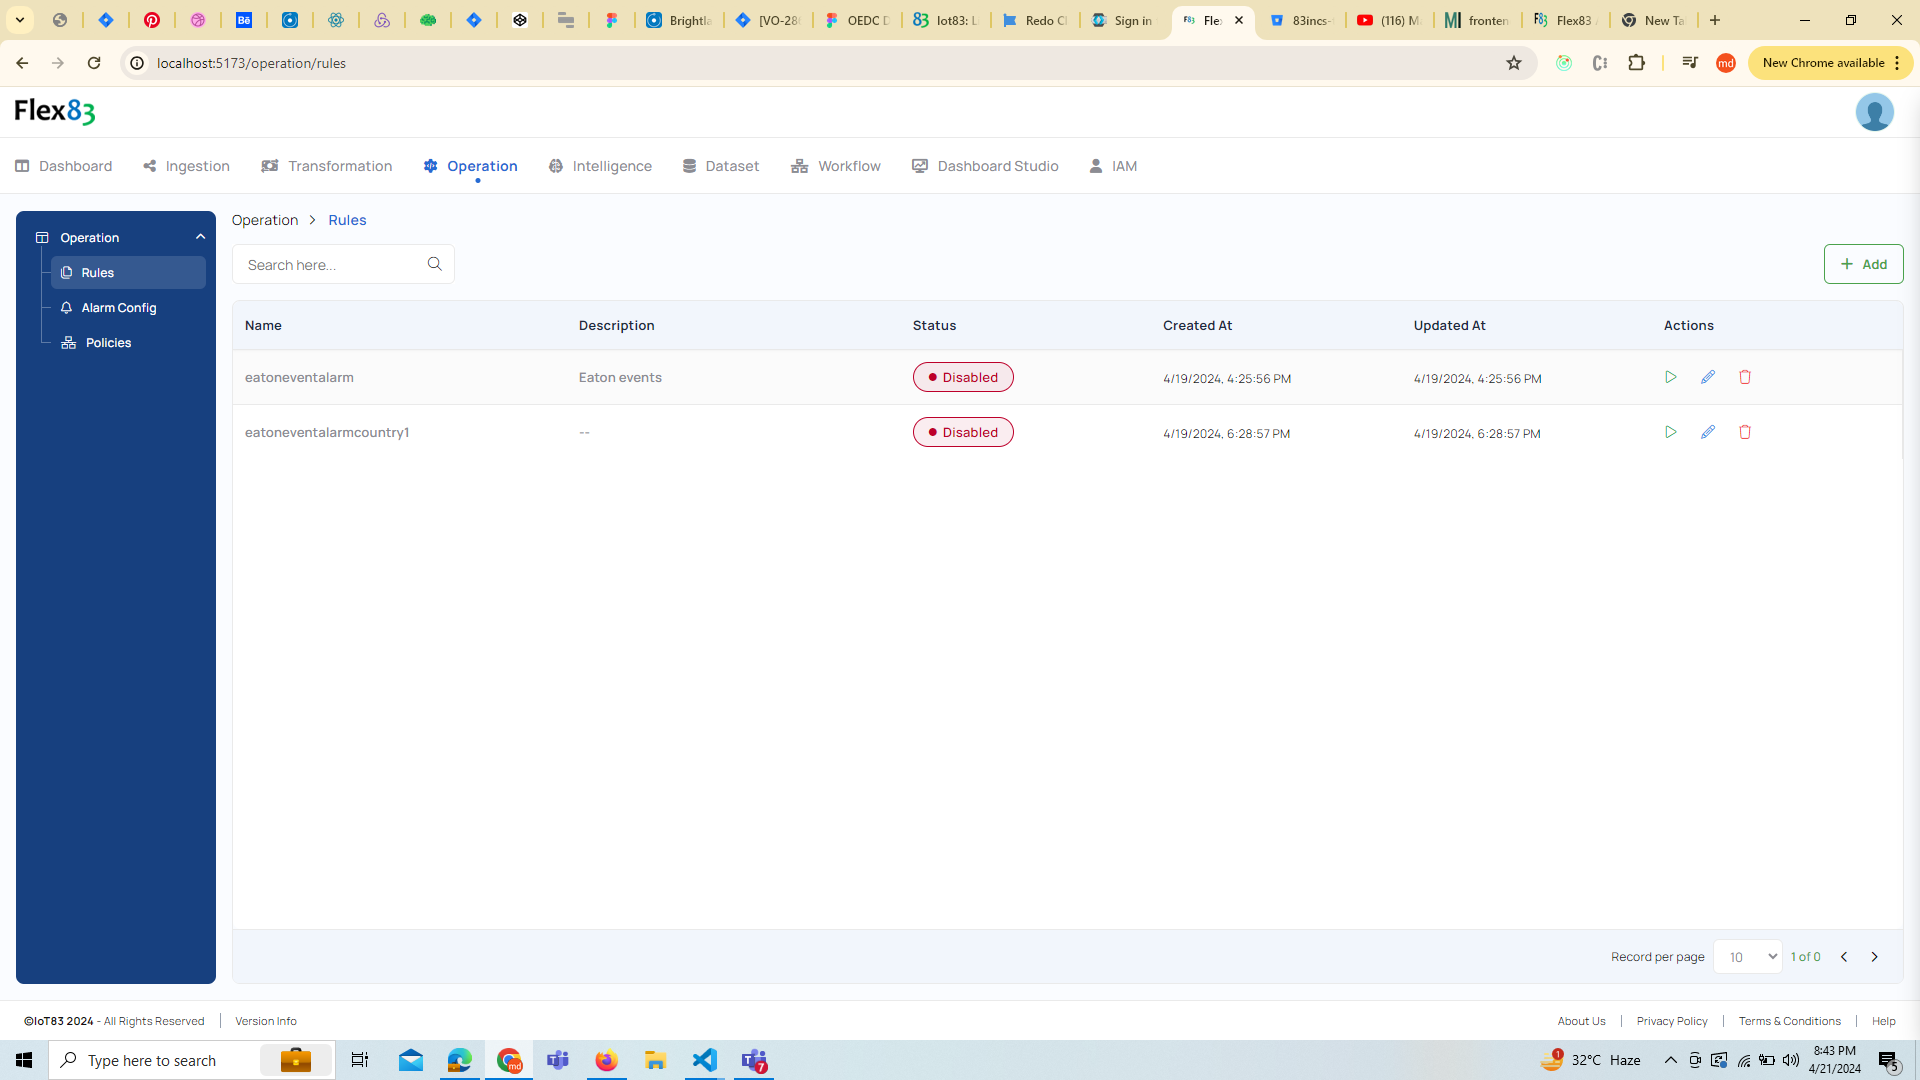 Brightla
[VO-286
OEDC D
Iot83: L
Redo Cl
Sign in
Fle
83incs-
(116) M
fronten
Flex83
New Ta
localhost:5173/operation/rules
md
New Chrome available
Flex83
Dashboard
Ingestion
Transformation
Operation
Intelligence
Dataset
Workflow
Dashboard Studio
IAM
Operation
Rules
Alarm Config
Policies
Operation > Rules
Search here...
+ Add
Name Description Status Created At Updated At Actions
eatoneventalarm Eaton events Disabled 4/19/2024, 4:25:56 PM 4/19/2024, 4:25:56 PM
eatoneventalarmcountry1 -- Disabled 4/19/2024, 6:28:57 PM 4/19/2024, 6:28:57 PM
Record per page 10 1 of 0
©IoT83 2024 - All Rights Reserved | Version Info
About Us | Privacy Policy | Terms & Conditions | Help
Type here to search
32°C Haze
8:43 PM
4/21/2024